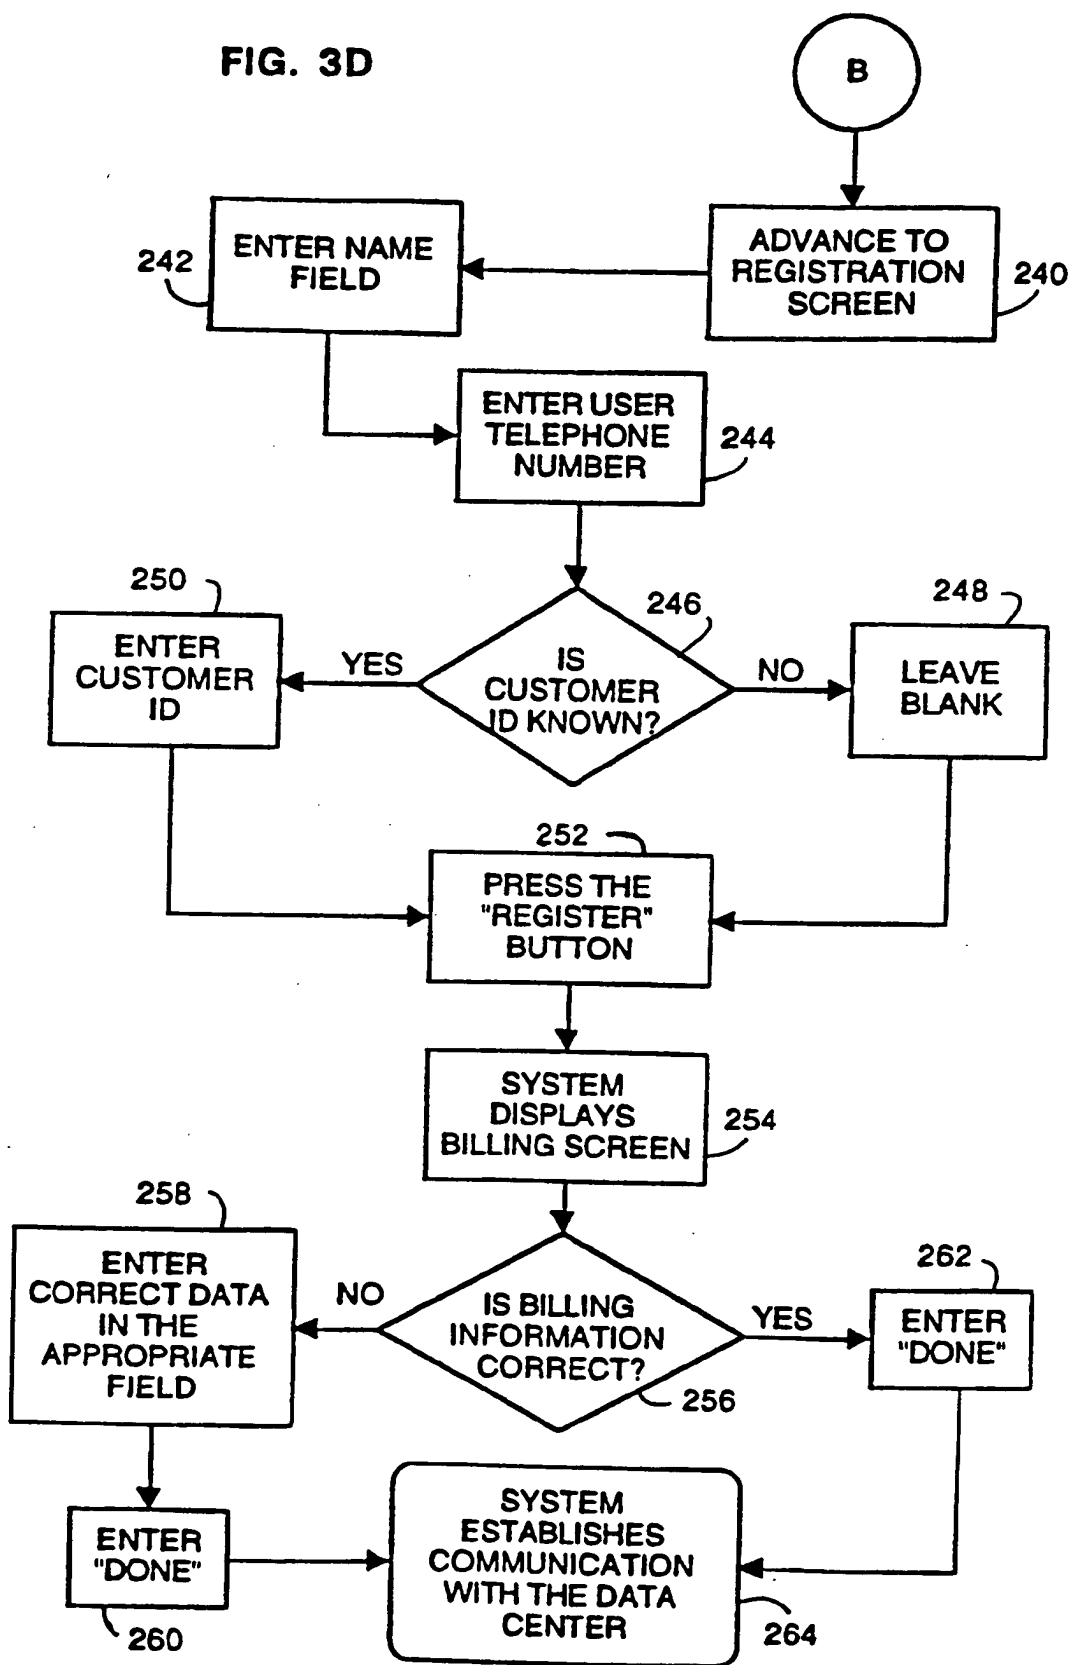 FIG. 3D
B
ADVANCE TO
REGISTRATION
SCREEN
240
ENTER NAME
FIELD
242
ENTER USER
TELEPHONE
NUMBER
244
IS
CUSTOMER
ID KNOWN?
246
YES
NO
250
ENTER
CUSTOMER
ID
248
LEAVE
BLANK
252
PRESS THE
"REGISTER"
BUTTON
SYSTEM
DISPLAYS
BILLING SCREEN
254
IS BILLING
INFORMATION
CORRECT?
256
NO
YES
258
ENTER
CORRECT DATA
IN THE
APPROPRIATE
FIELD
262
ENTER
"DONE"
ENTER
"DONE"
260
SYSTEM
ESTABLISHES
COMMUNICATION
WITH THE DATA
CENTER
264